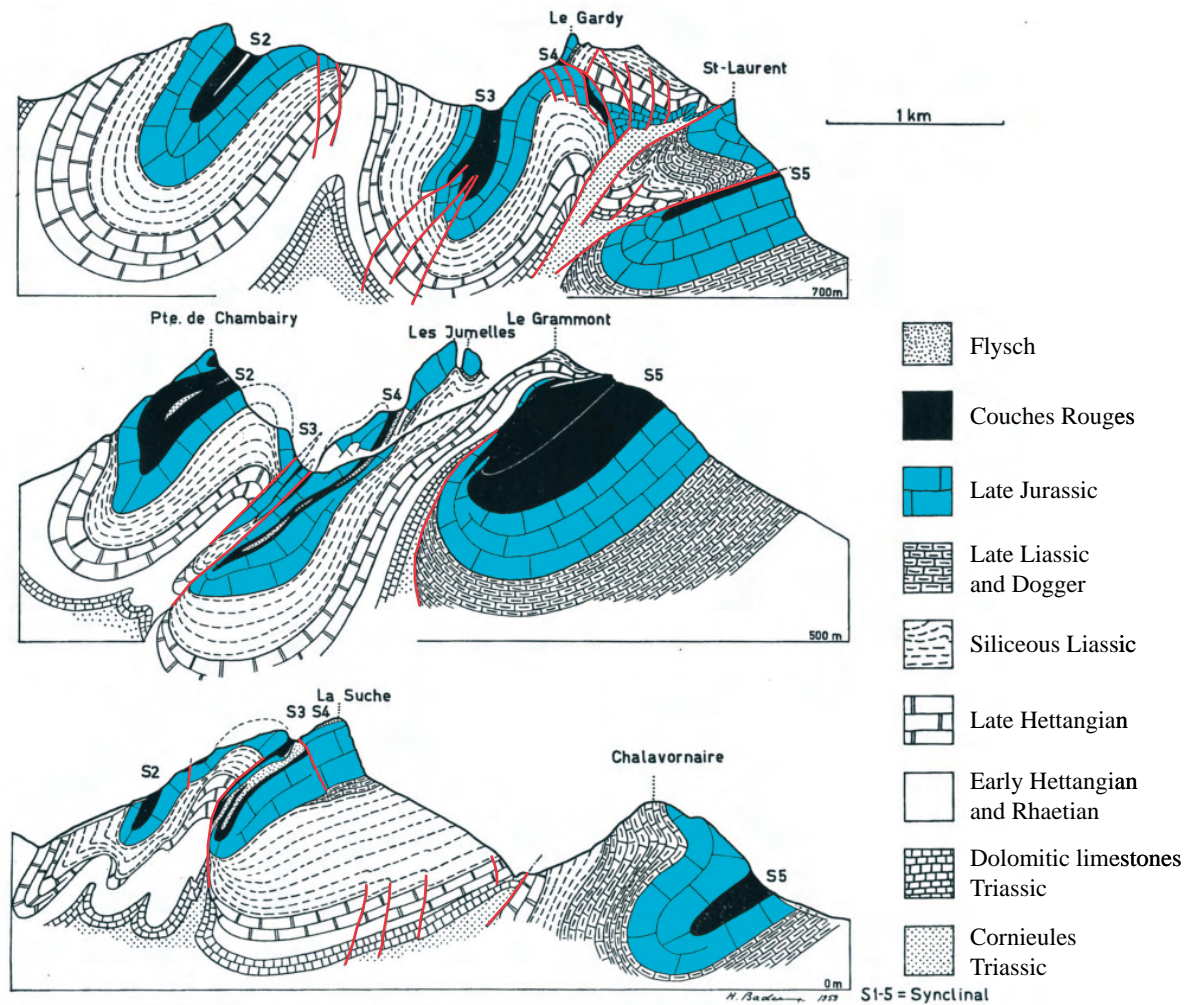 Le Gardy
S2
S4
St-Laurent
S3
1 km
S5
700m
Pte. de Chambairy
Les Jumelles
Le Grammont
S2
S5
S4
S3
500 m
La Suche
S3 S4
Chalavornaire
S2
S5
0m
H. Badoux 1959
S1-5 = Synclinal
Flysch
Couches Rouges
Late Jurassic
Late Liassic
and Dogger
Siliceous Liassic
Late Hettangian
Early Hettangian
and Rhaetian
Dolomitic limestones
Triassic
Cornieules
Triassic